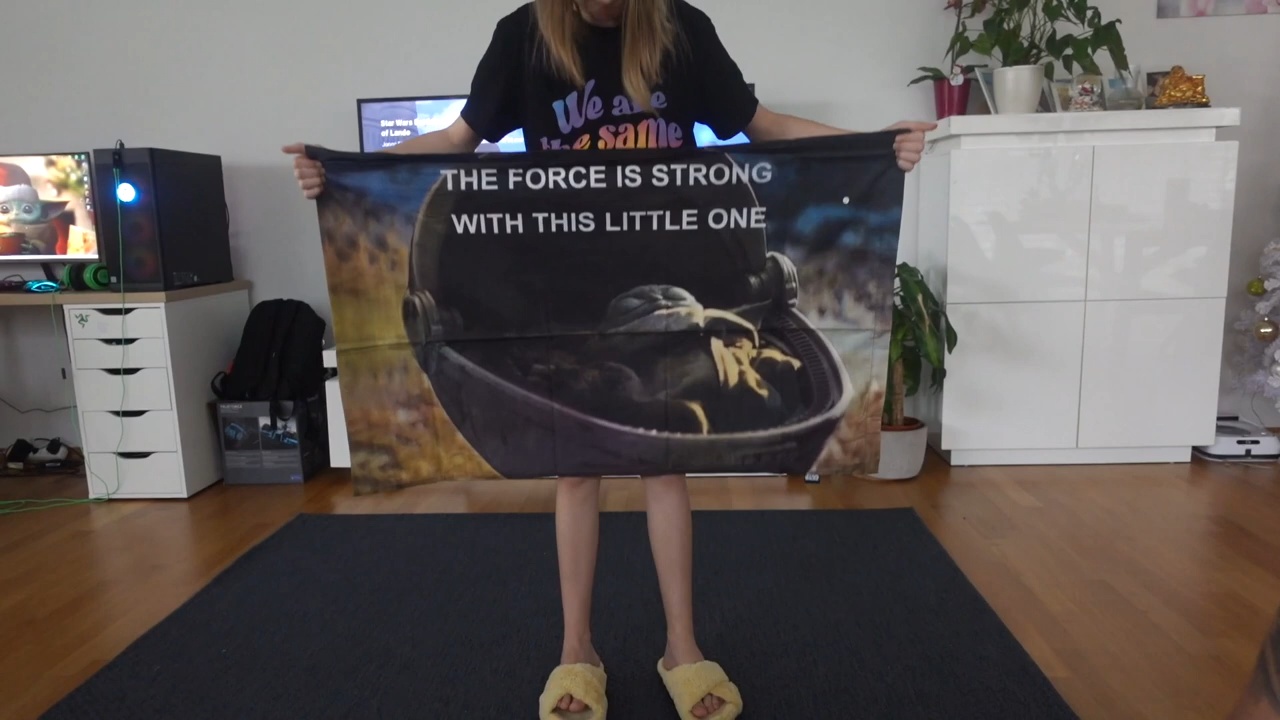 Star Wars
of Lando
We are
the same
THE FORCE IS STRONG
WITH THIS LITTLE ONE